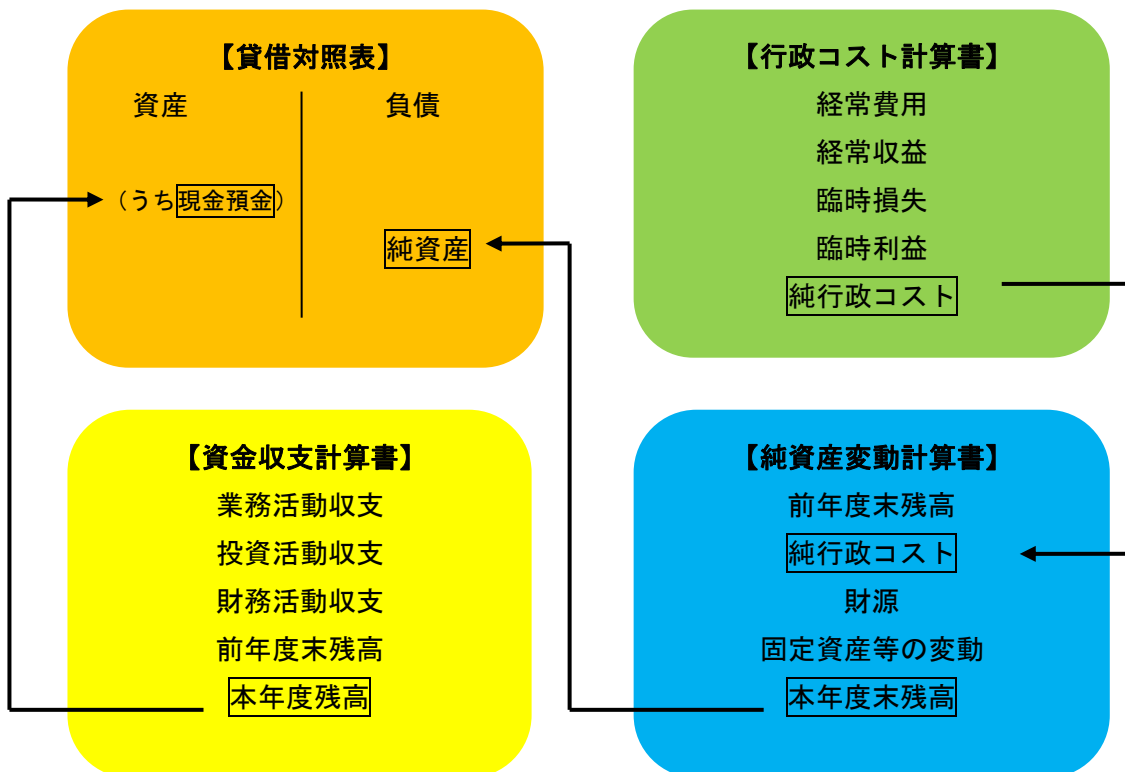 【貸借対照表】
資産
負債
（うち現金預金）
純資産
【行政コスト計算書】
経常費用
経常収益
臨時損失
臨時利益
純行政コスト
【資金収支計算書】
業務活動収支
投資活動収支
財務活動収支
前年度末残高
本年度残高
【純資産変動計算書】
前年度末残高
純行政コスト
財源
固定資産等の変動
本年度末残高